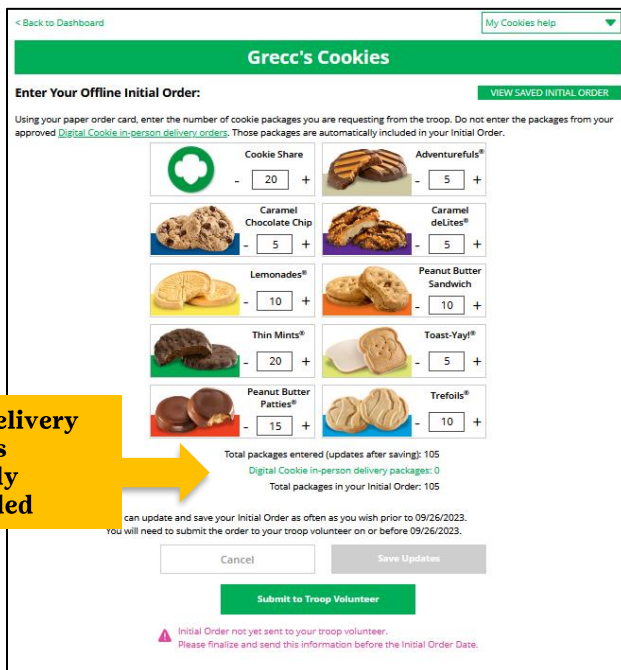 < Back to Dashboard
My Cookies help
Grecc's Cookies
Enter Your Offline Initial Order:
VIEW SAVED INITIAL ORDER
Using your paper order card, enter the number of cookie packages you are requesting from the troop. Do not enter the packages from your
approved Digital Cookie in-person delivery orders. Those packages are automatically included in your Initial Order.
Cookie Share
- 20 +
Adventurefuls®
- 5 +
Caramel
Chocolate Chip
- 5 +
Caramel
deLites®
- 5 +
Lemonades®
- 10 +
Peanut Butter
Sandwich
- 10 +
Thin Mints®
- 20 +
Toast-Yay!®
- 5 +
Peanut Butter
Patties®
- 15 +
Trefoils®
- 10 +
elivery
s
ly
led
Total packages entered (updates after saving): 105
Digital Cookie in-person delivery packages: 0
Total packages in your Initial Order: 105
can update and save your Initial Order as often as you wish prior to 09/26/2023.
You will need to submit the order to your troop volunteer on or before 09/26/2023.
Cancel
Save Updates
Submit to Troop Volunteer
Initial Order not yet sent to your troop volunteer.
Please finalize and send this information before the Initial Order Date.